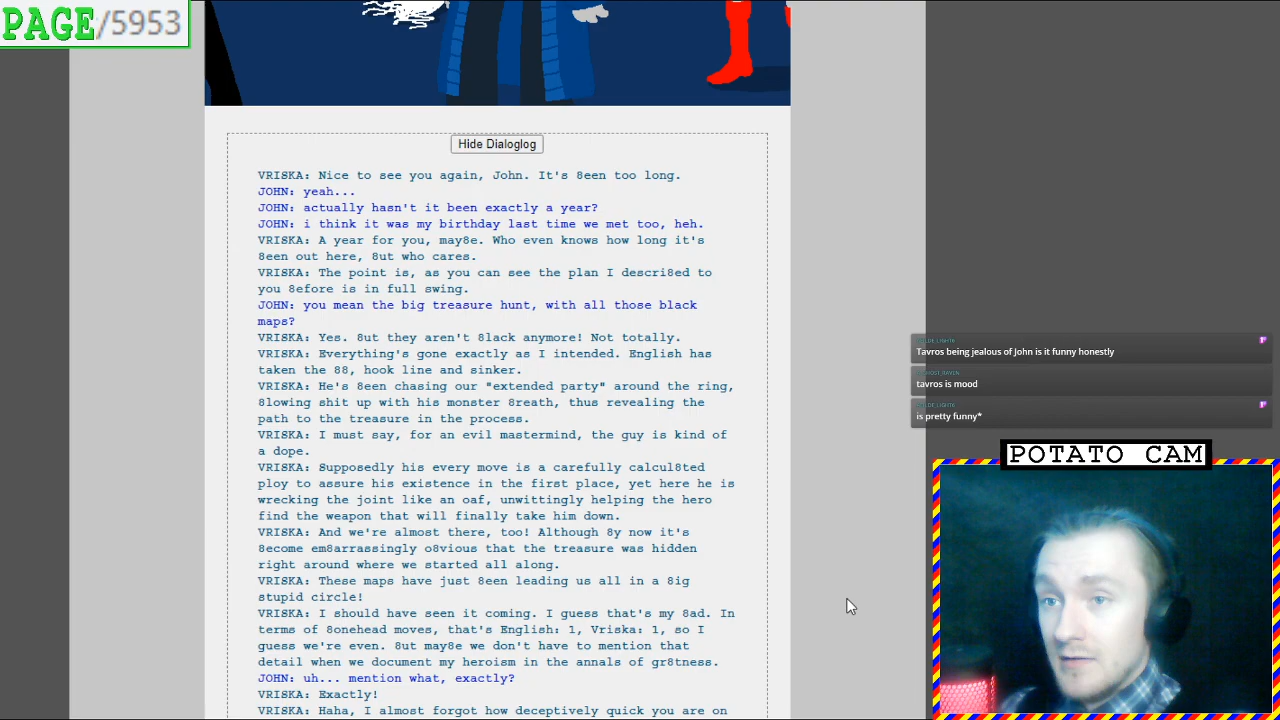 PAGE/5953
Hide Dialoglog
VRISKA: Nice to see you again, John. It's 8een too long.
JOHN: yeah...
JOHN: actually hasn't it been exactly a year?
JOHN: i think it was my birthday last time we met too, heh.
VRISKA: A year for you, may8e. Who even knows how long it's
8een out here, 8ut who cares.
VRISKA: The point is, as you can see the plan I descri8ed to
you 8efore is in full swing.
JOHN: you mean the big treasure hunt, with all those black
maps?
VRISKA: Yes. 8ut they aren't 8lack anymore! Not totally.
VRISKA: Everything's gone exactly as I intended. English has
taken the 88, hook line and sinker.
VRISKA: He's 8een chasing our "extended party" around the ring,
8lowing shit up with his monster 8reath, thus revealing the
path to the treasure in the process.
VRISKA: I must say, for an evil mastermind, the guy is kind of
a dope.
VRISKA: Supposedly his every move is a carefully calcul8ted
ploy to assure his existence in the first place, yet here he is
wrecking the joint like an oaf, unwittingly helping the hero
find the weapon that will finally take him down.
VRISKA: And we're almost there, too! Although 8y now it's
8ecome em8arrassingly o8vious that the treasure was hidden
right around where we started all along.
VRISKA: These maps have just 8een leading us all in a 8ig
stupid circle!
VRISKA: I should have seen it coming. I guess that's my 8ad. In
terms of 8onehead moves, that's English: 1, Vriska: 1, so I
guess we're even. 8ut may8e we don't have to mention that
detail when we document my heroism in the annals of gr8tness.
JOHN: uh... mention what, exactly?
VRISKA: Exactly!
VRISKA: Haha, I almost forgot how deceptively quick you are on
Tavros being jealous of John is it funny honestly
tavros is mood
is pretty funny*
POTATO CAM